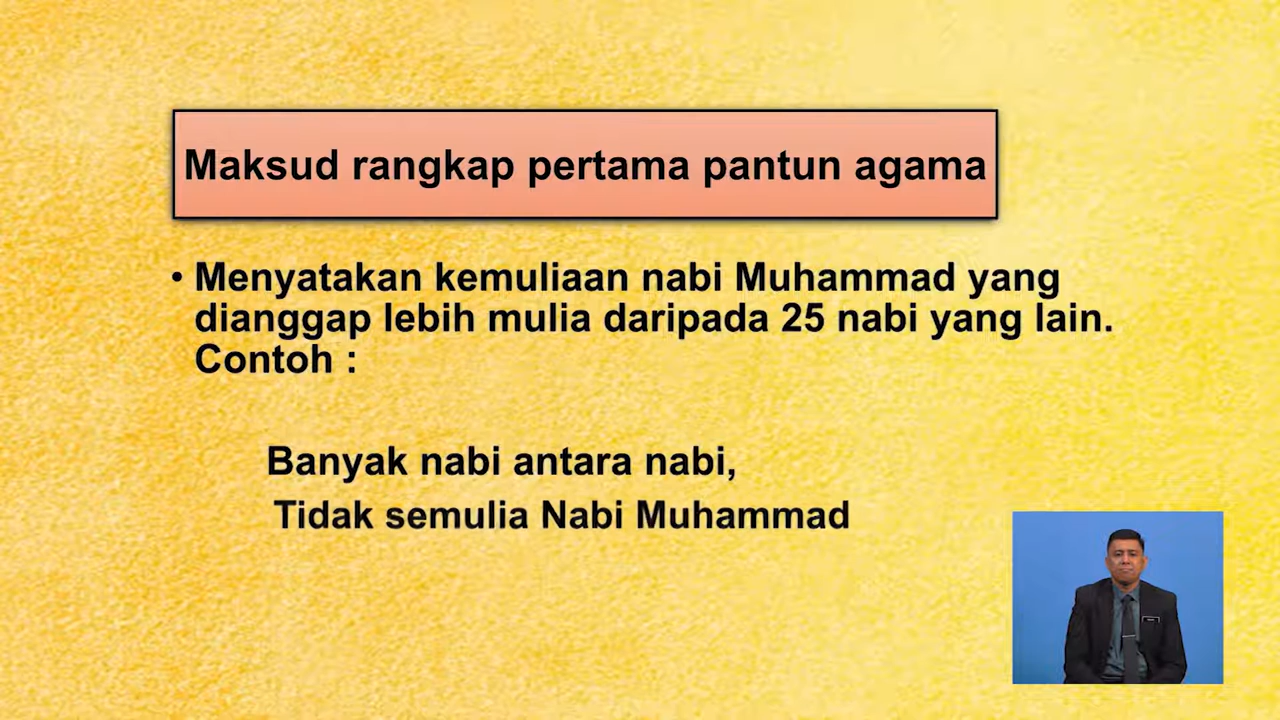 Maksud rangkap pertama pantun agama
• Menyatakan kemuliaan nabi Muhammad yang
dianggap lebih mulia daripada 25 nabi yang lain.
Contoh :
Banyak nabi antara nabi,
Tidak semulia Nabi Muhammad